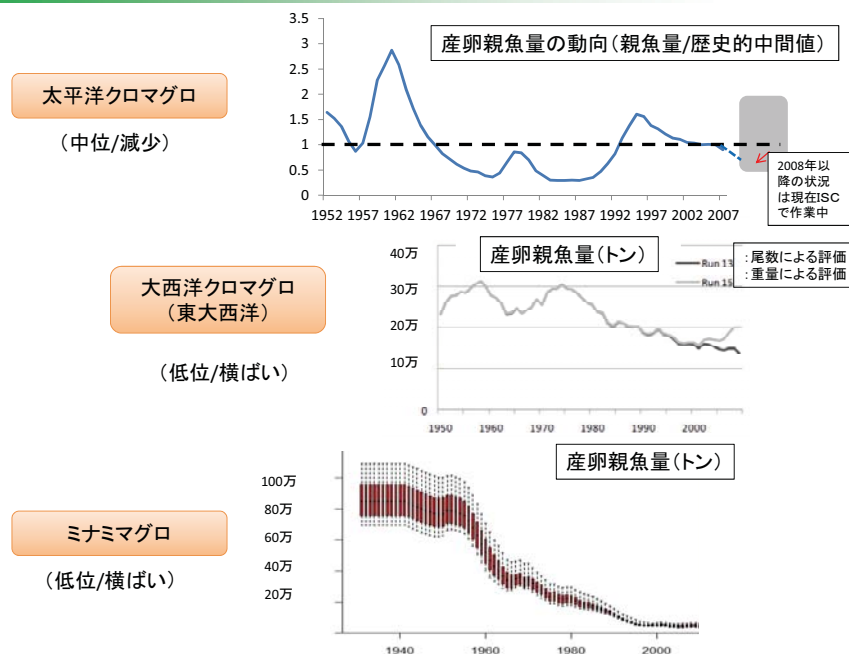 産卵親魚量の動向(親魚量/歴史的中間値)
3.5
3
2.5
2
1.5
1
0.5
0
1952 1957 1962 1967 1972 1977 1982 1987 1992 1997 2002 2007
太平洋クロマグロ
(中位/減少)
2008年以
降の状況
は現在ISC
で作業中
産卵親魚量(トン)
40万
30万
20万
10万
0
1950 1960 1970 1980 1990 2000
Run 13
Run 15
:尾数による評価
:重量による評価
大西洋クロマグロ
(東大西洋)
(低位/横ばい)
産卵親魚量(トン)
100万
80万
60万
40万
20万
1940 1960 1980 2000
ミナミマグロ
(低位/横ばい)